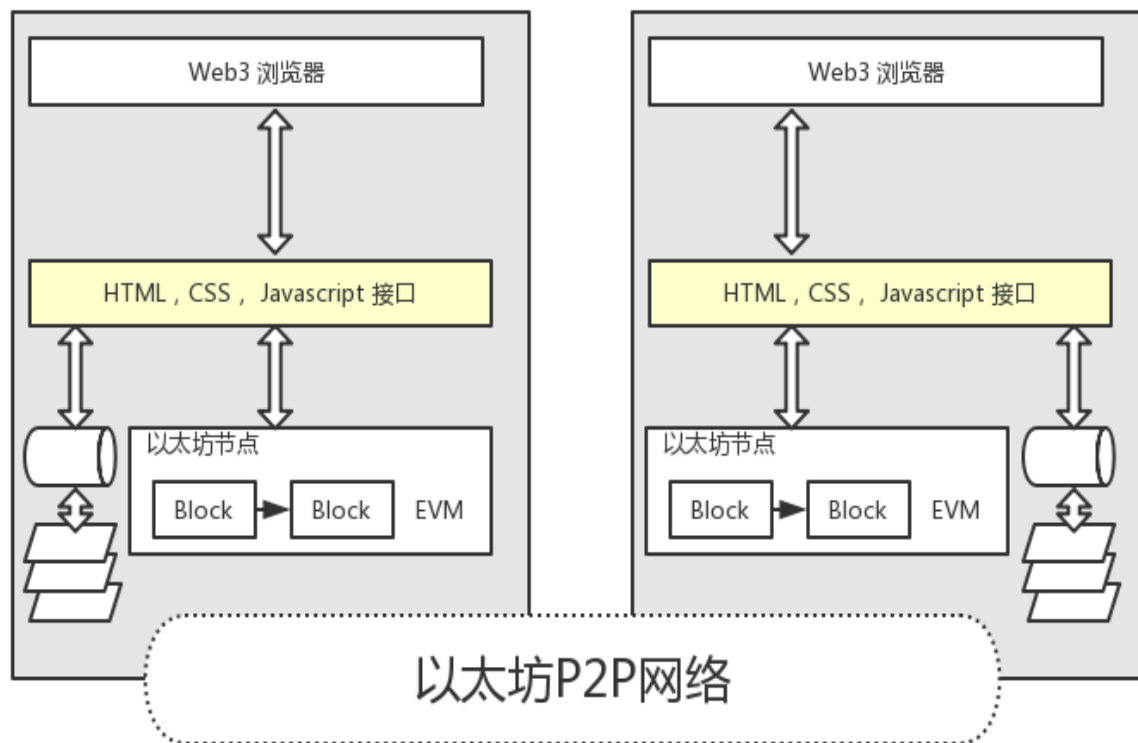 Web3 浏览器
HTML , CSS ， Javascript 接口
以太坊节点
Block
Block
EVM
Web3 浏览器
HTML , CSS ， Javascript 接口
以太坊节点
Block
Block
EVM
以太坊P2P网络